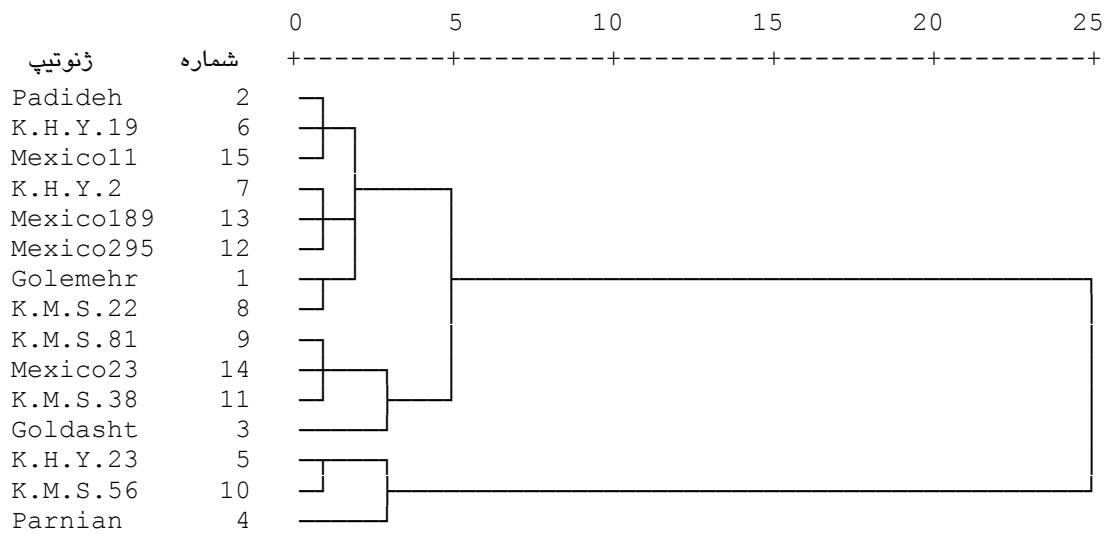 0 5 10 15 20 25
ژنوتیپ شماره +---------+---------+---------+---------+---------+
Padideh 2
K.H.Y.19 6
Mexico11 15
K.H.Y.2 7
Mexico189 13
Mexico295 12
Golemehr 1
K.M.S.22 8
K.M.S.81 9
Mexico23 14
K.M.S.38 11
Goldasht 3
K.H.Y.23 5
K.M.S.56 10
Parnian 4